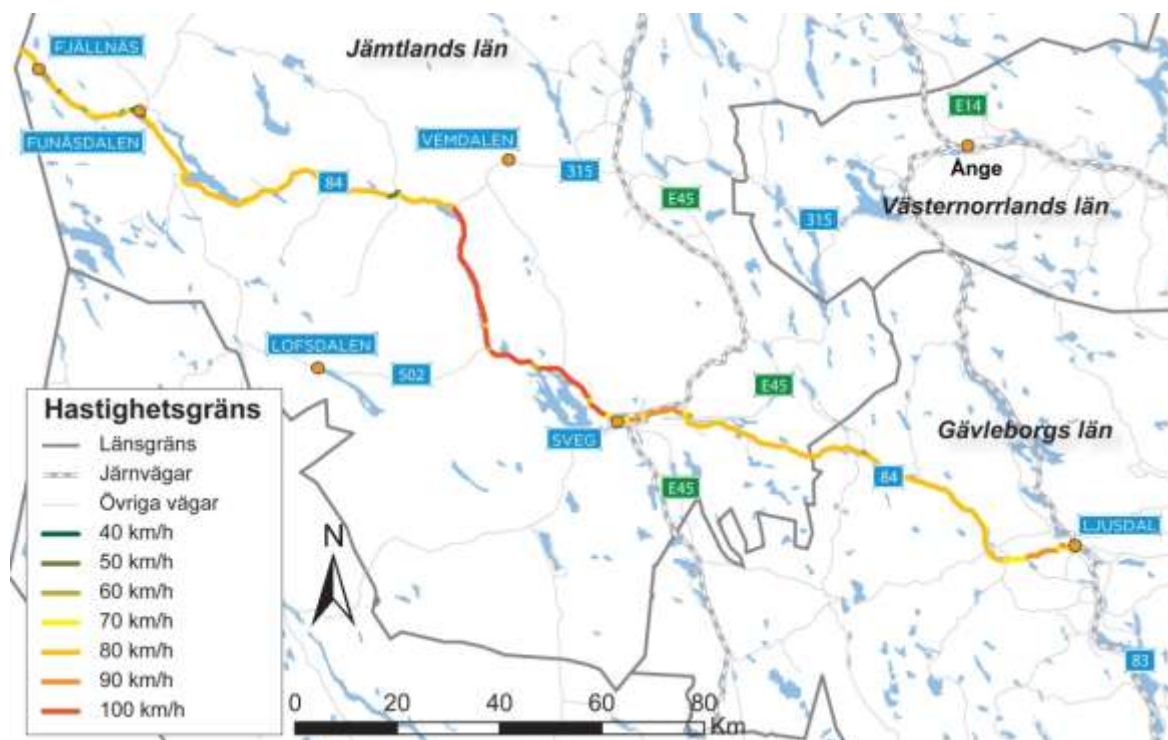 FJÄLLNÄS
Jämtlands län
E14
FUNÄSDALEN
VEMDALEN
Ånge
84
315
E45
Västernorrlands län
315
LOFSDALEN
502
E45
Hastighetsgräns
Länsgräns
Järnvägar
Övriga vägar
40 km/h
50 km/h
60 km/h
70 km/h
80 km/h
90 km/h
100 km/h
SVEG
Gävleborgs län
84
E45
LJUSDAL
N
83
0 20 40 60 80
Km